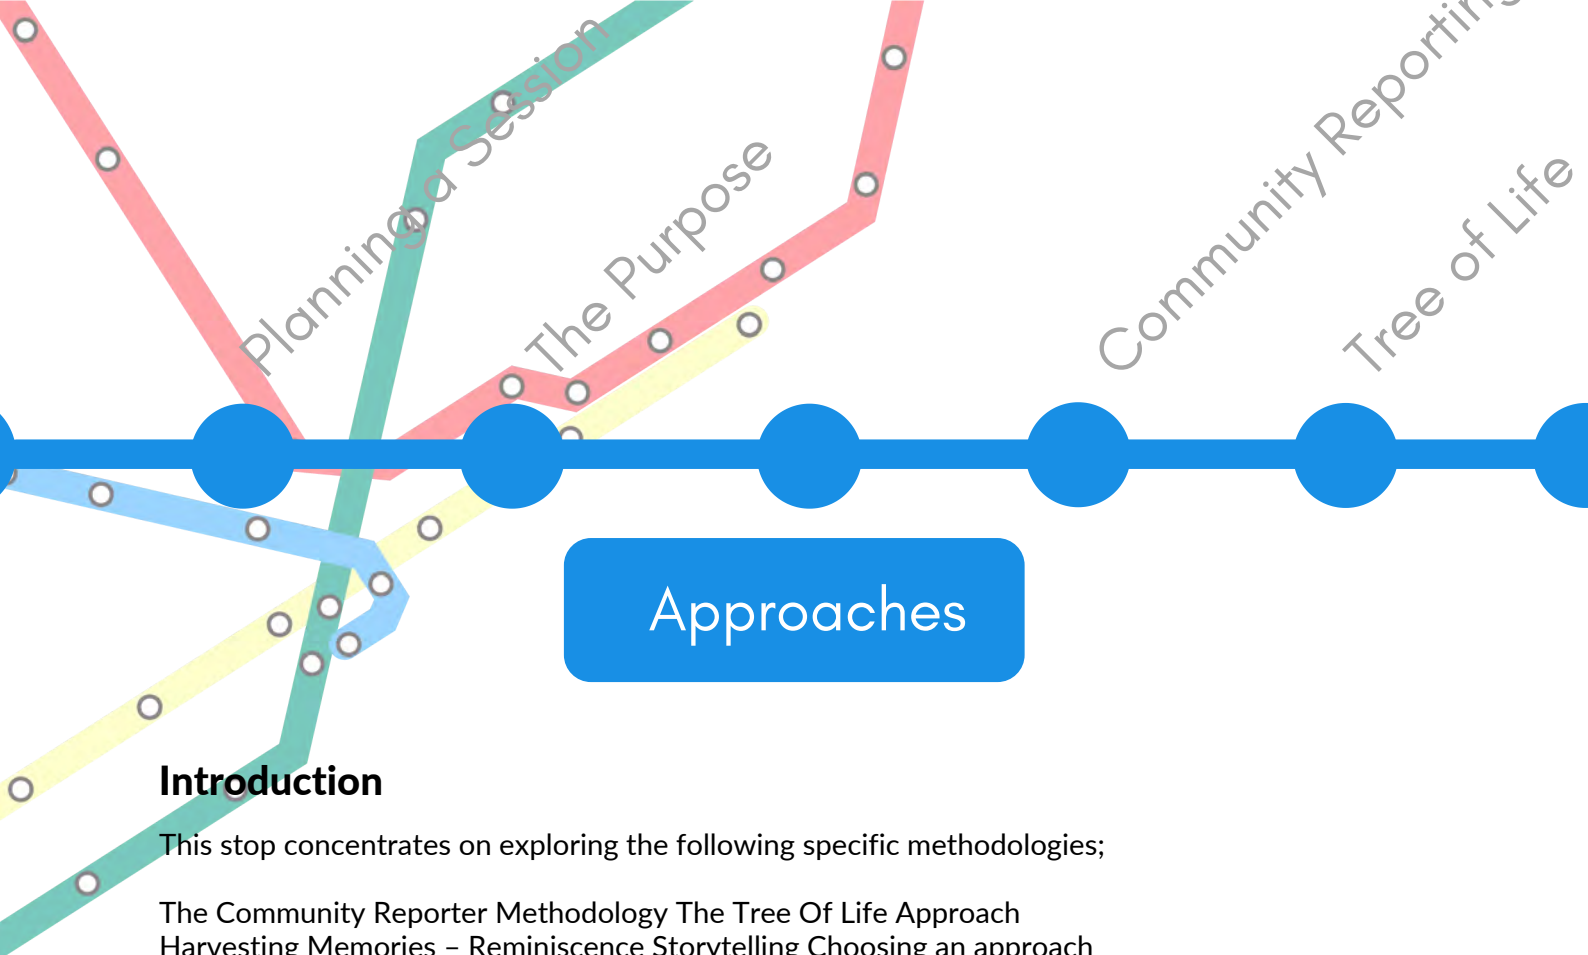 Planning a Session
The Purpose
Community Reporting
Tree of Life
Approaches
Introduction
This stop concentrates on exploring the following specific methodologies;
The Community Reporter Methodology The Tree Of Life Approach
Harvesting Memories – Reminiscence Storytelling Choosing an approach